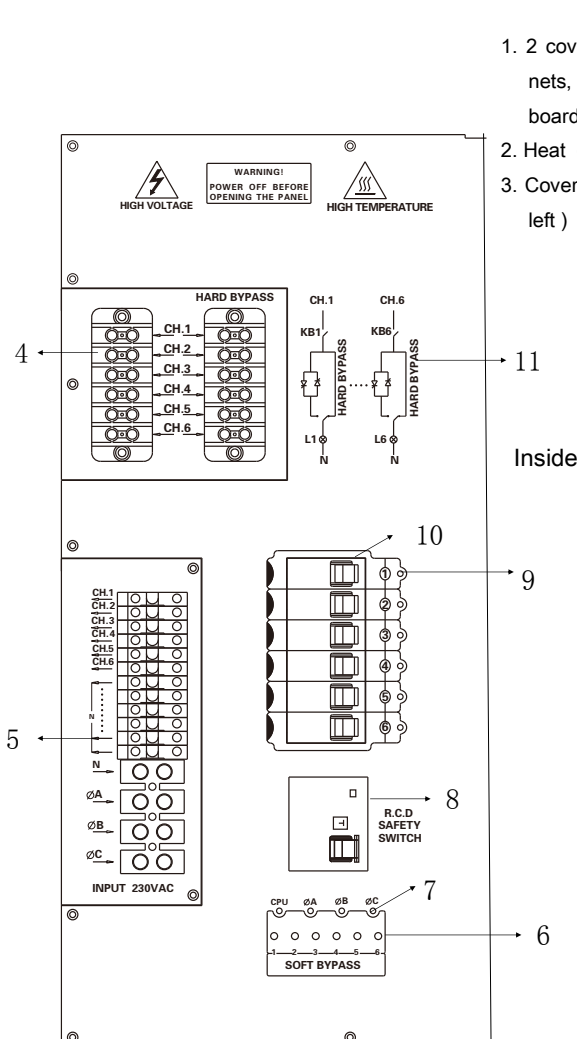 1. 2 cov
nets,
board
2. Heat
3. Cover
left )
WARNING!
POWER OFF BEFORE
OPENING THE PANEL
HIGH VOLTAGE
HIGH TEMPERATURE
HARD BYPASS
CH.1
CH.2
CH.3
CH.4
CH.5
CH.6
4
CH.1
CH.6
KB1
KB6
HARD BYPASS
HARD BYPASS
L1
L6
N
N
11
Inside
10
9
1
2
3
4
5
6
CH.1
CH.2
CH.3
CH.4
CH.5
CH.6
N
5
N
ØA
ØB
ØC
INPUT 230VAC
8
R.C.D
SAFETY
SWITCH
7
CPU ØA ØB ØC
6
1 2 3 4 5 6
SOFT BYPASS